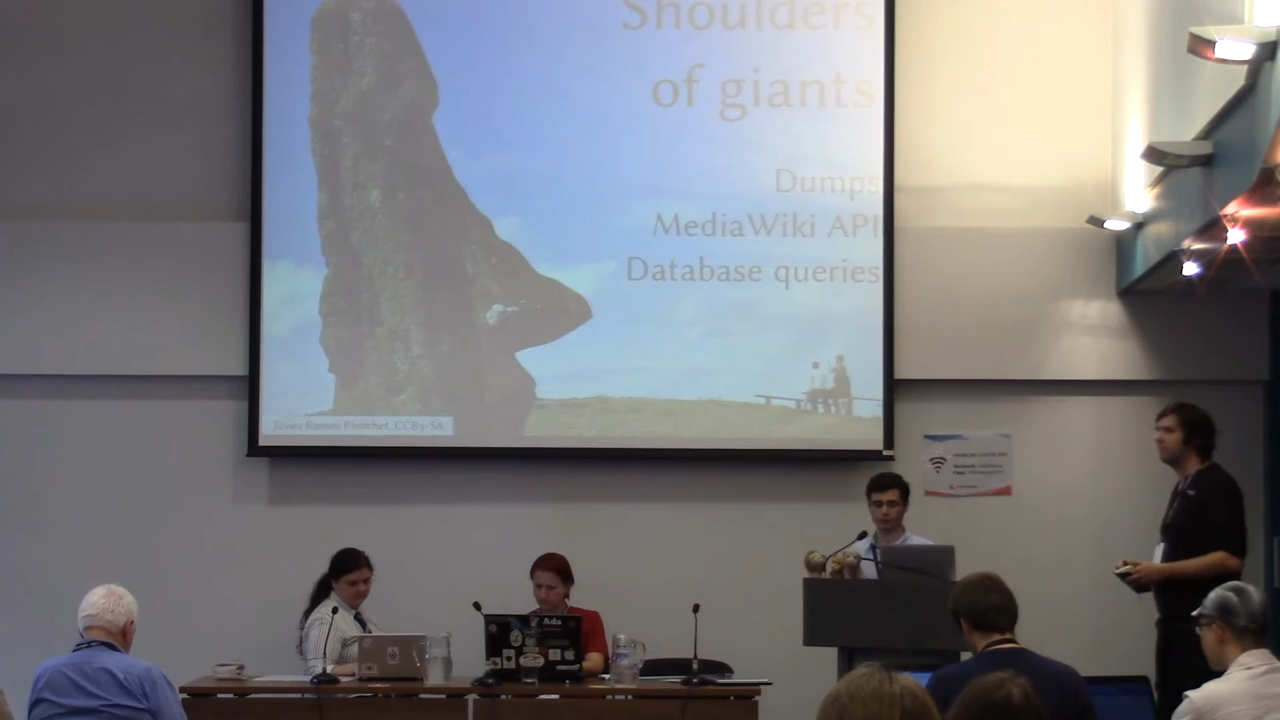 Shoulders
of giants
Dumps
MediaWiki API
Database queries
Javier Ramon Pinochet, CCBy-SA
Ada